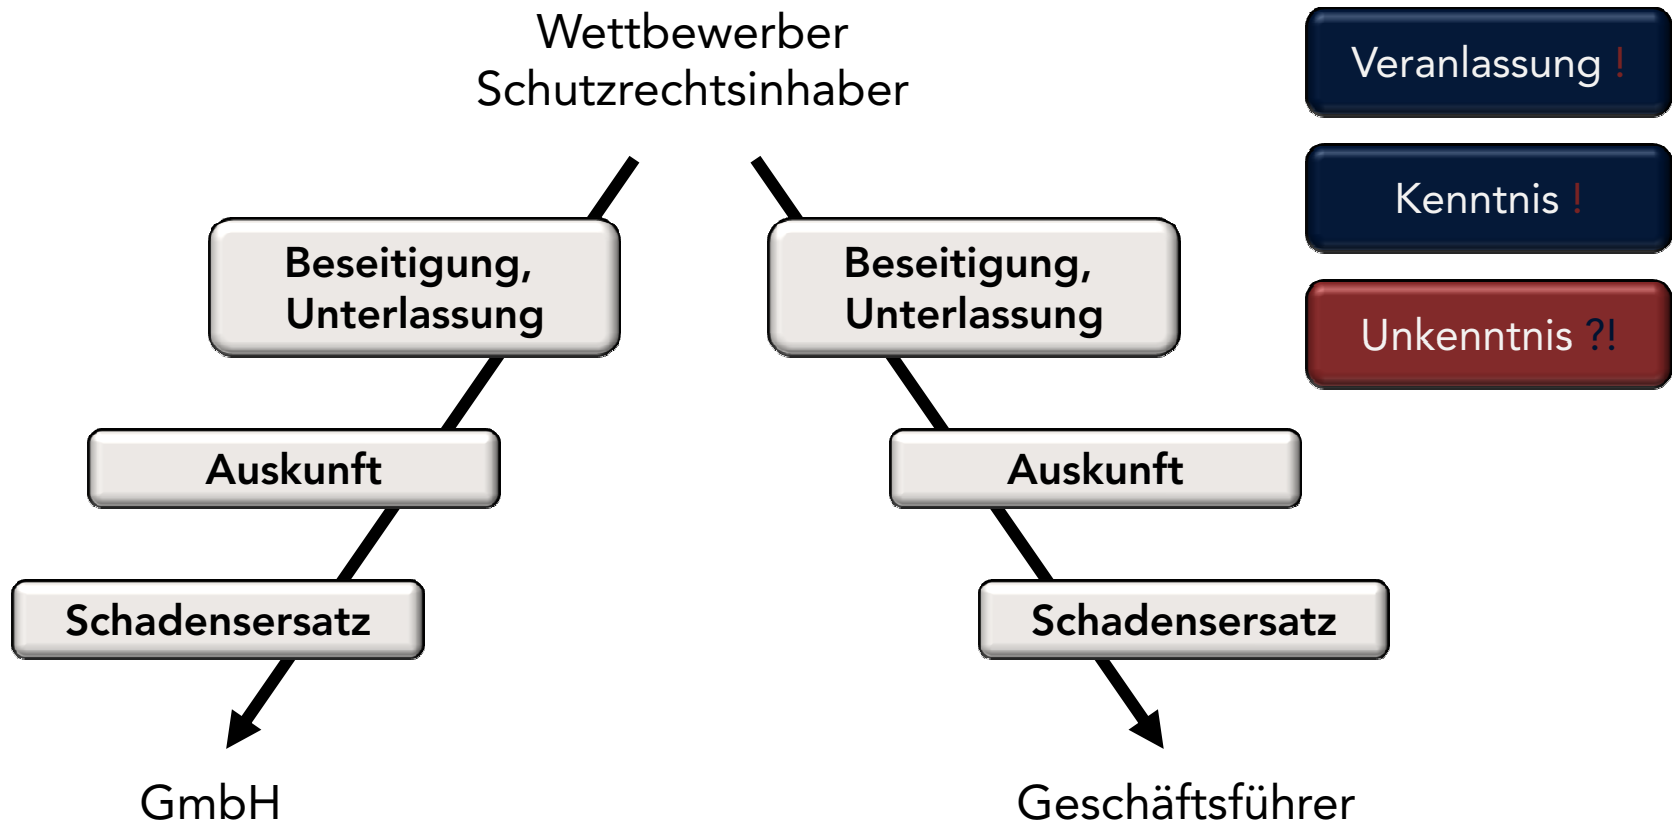 Wettbewerber
Schutzrechtsinhaber
Veranlassung !
Kenntnis !
Unkenntnis ?!
Beseitigung,
Unterlassung
Beseitigung,
Unterlassung
Auskunft
Auskunft
Schadensersatz
Schadensersatz
GmbH
Geschäftsführer